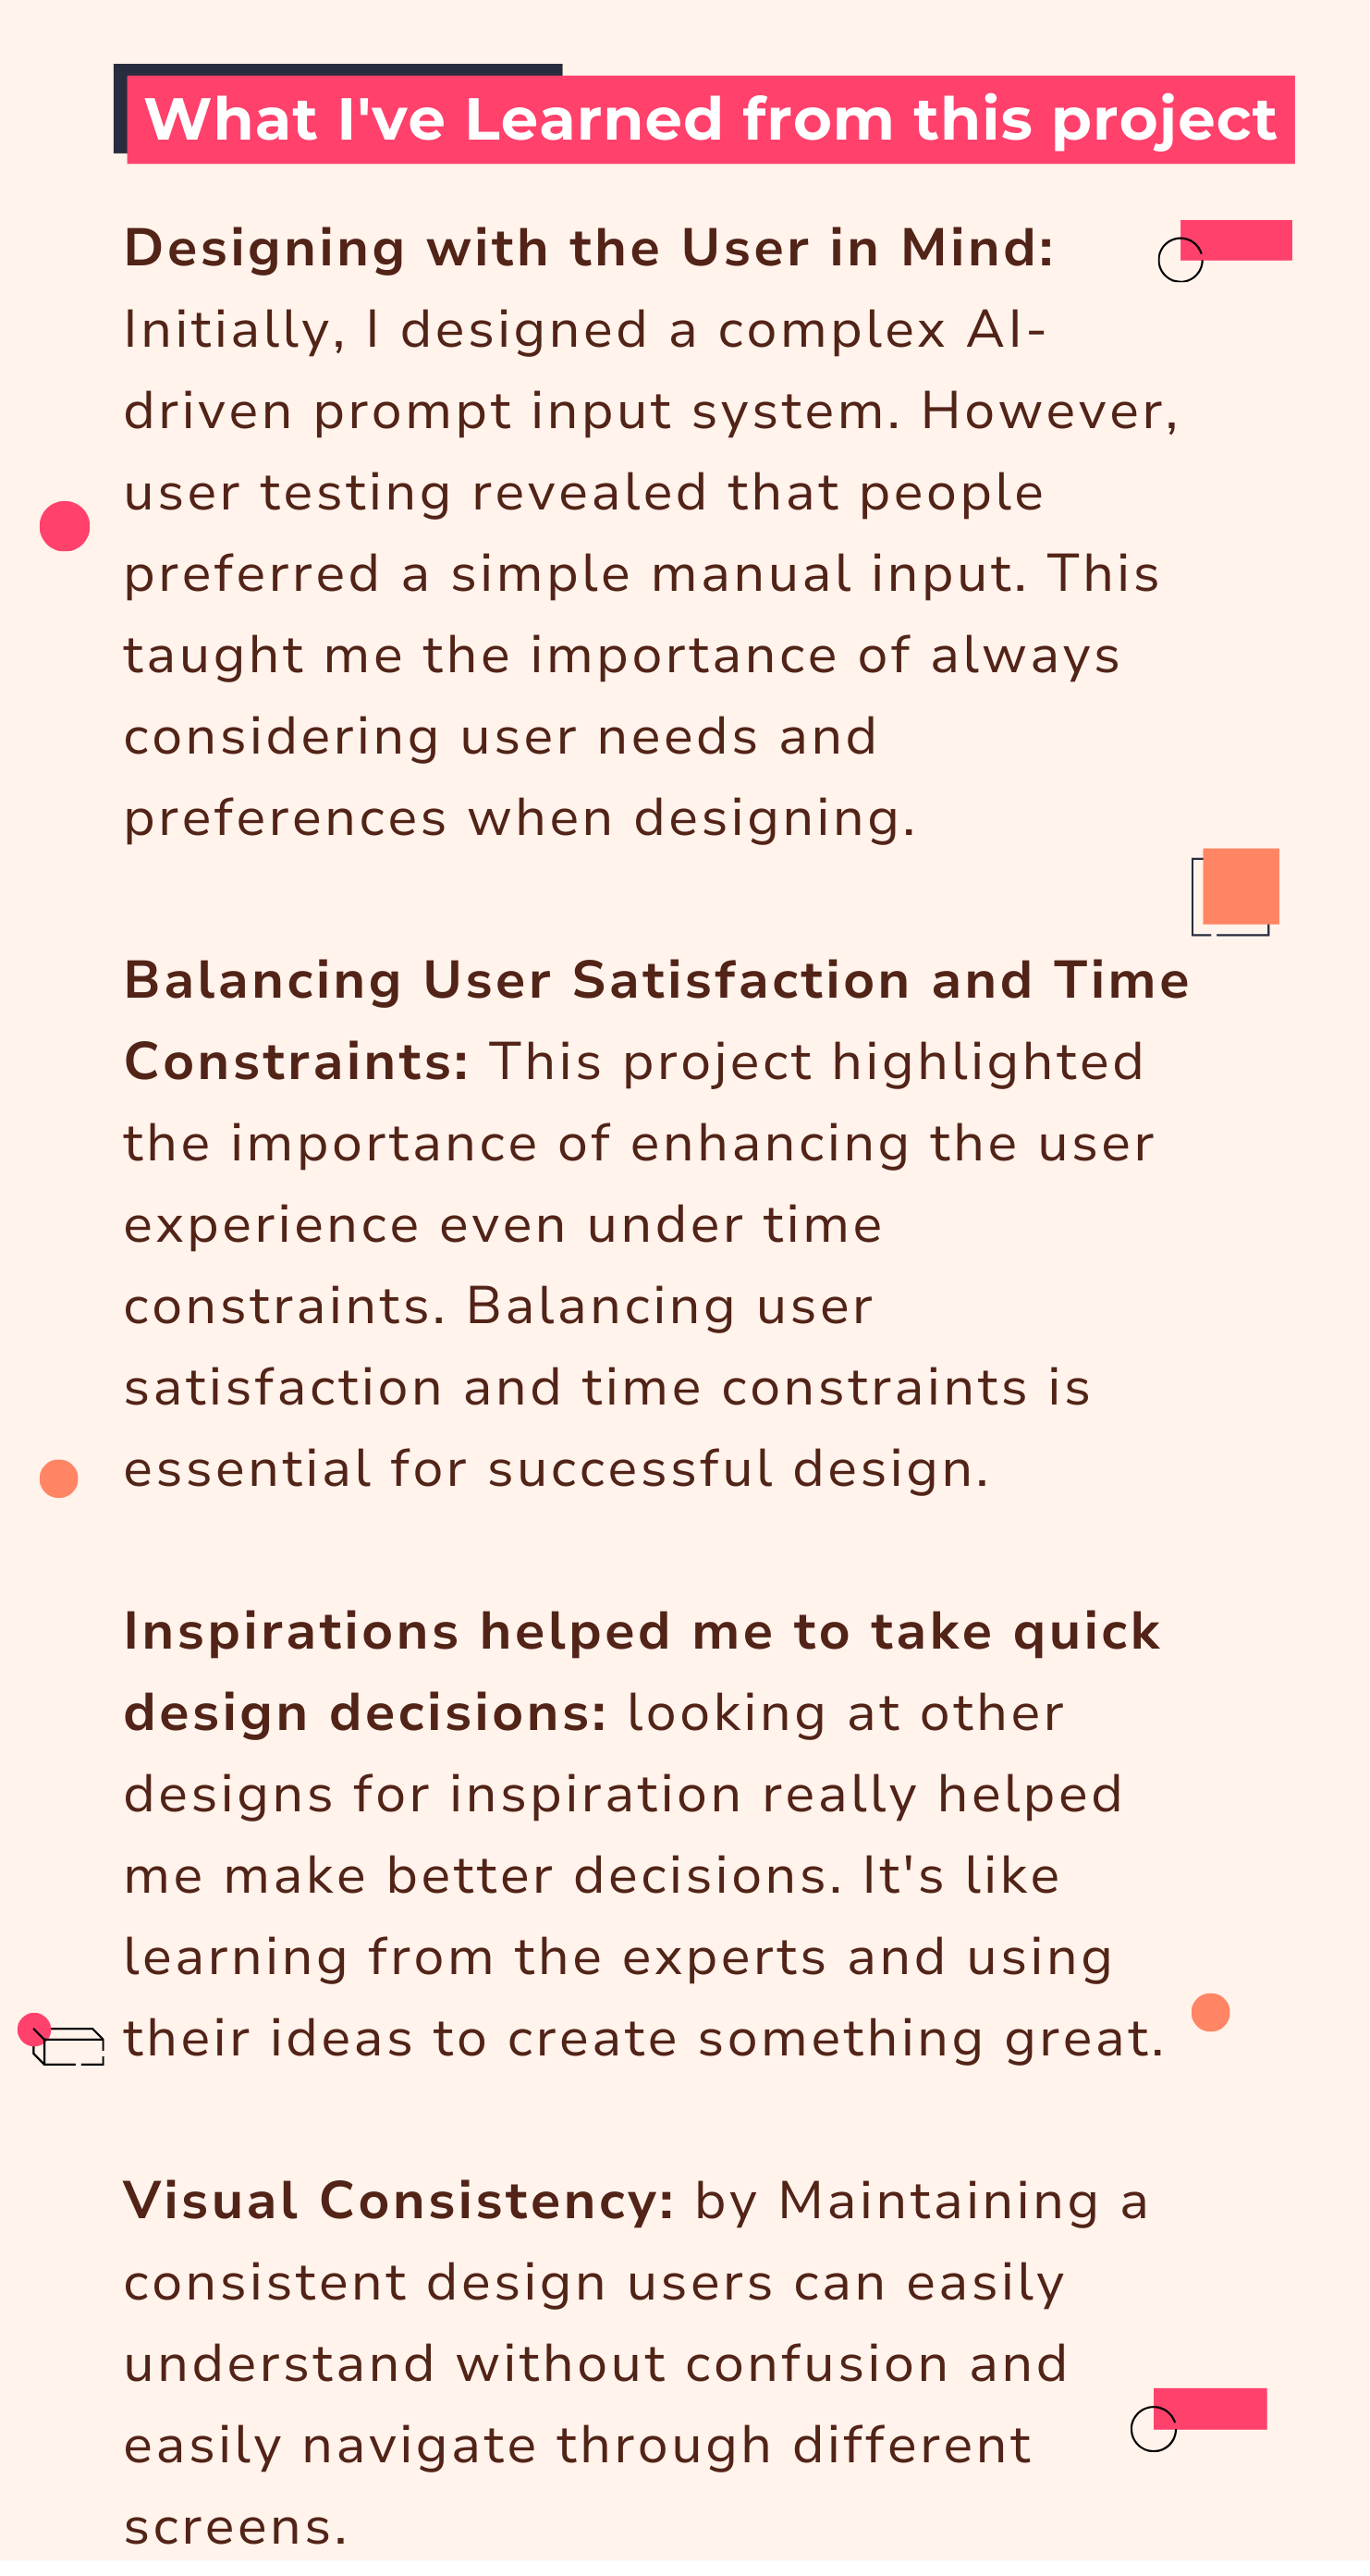 What I've Learned from this project
Designing with the User in Mind:
Initially, I designed a complex AI-
driven prompt input system. However,
user testing revealed that people
preferred a simple manual input. This
taught me the importance of always
considering user needs and
preferences when designing.
Balancing User Satisfaction and Time
Constraints: This project highlighted
the importance of enhancing the user
experience even under time
constraints. Balancing user
satisfaction and time constraints is
essential for successful design.
Inspirations helped me to take quick
design decisions: looking at other
designs for inspiration really helped
me make better decisions. It's like
learning from the experts and using
their ideas to create something great.
Visual Consistency: by Maintaining a
consistent design users can easily
understand without confusion and
easily navigate through different
screens.